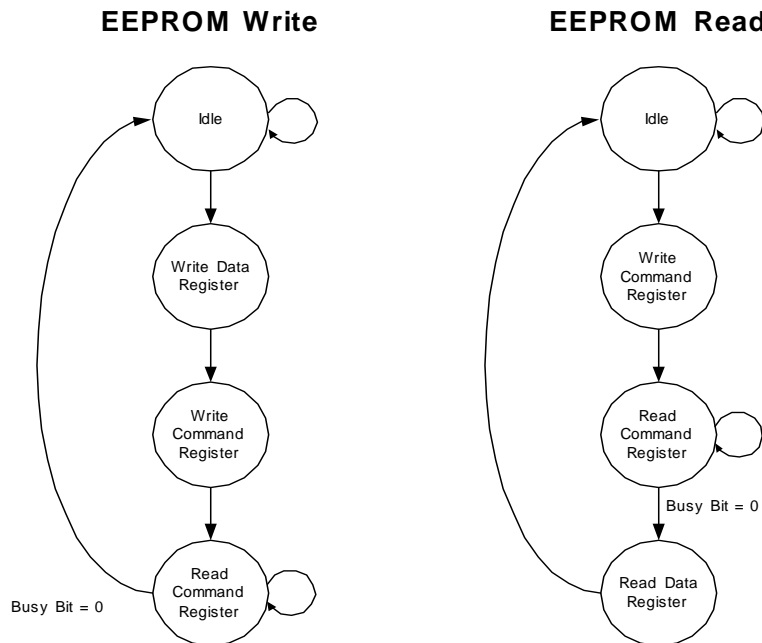 EEPROM Write
Idle
Write Data
Register
Write
Command
Register
Read
Command
Register
Busy Bit = 0
EEPROM Read
Idle
Write
Command
Register
Read
Command
Register
Busy Bit = 0
Read Data
Register